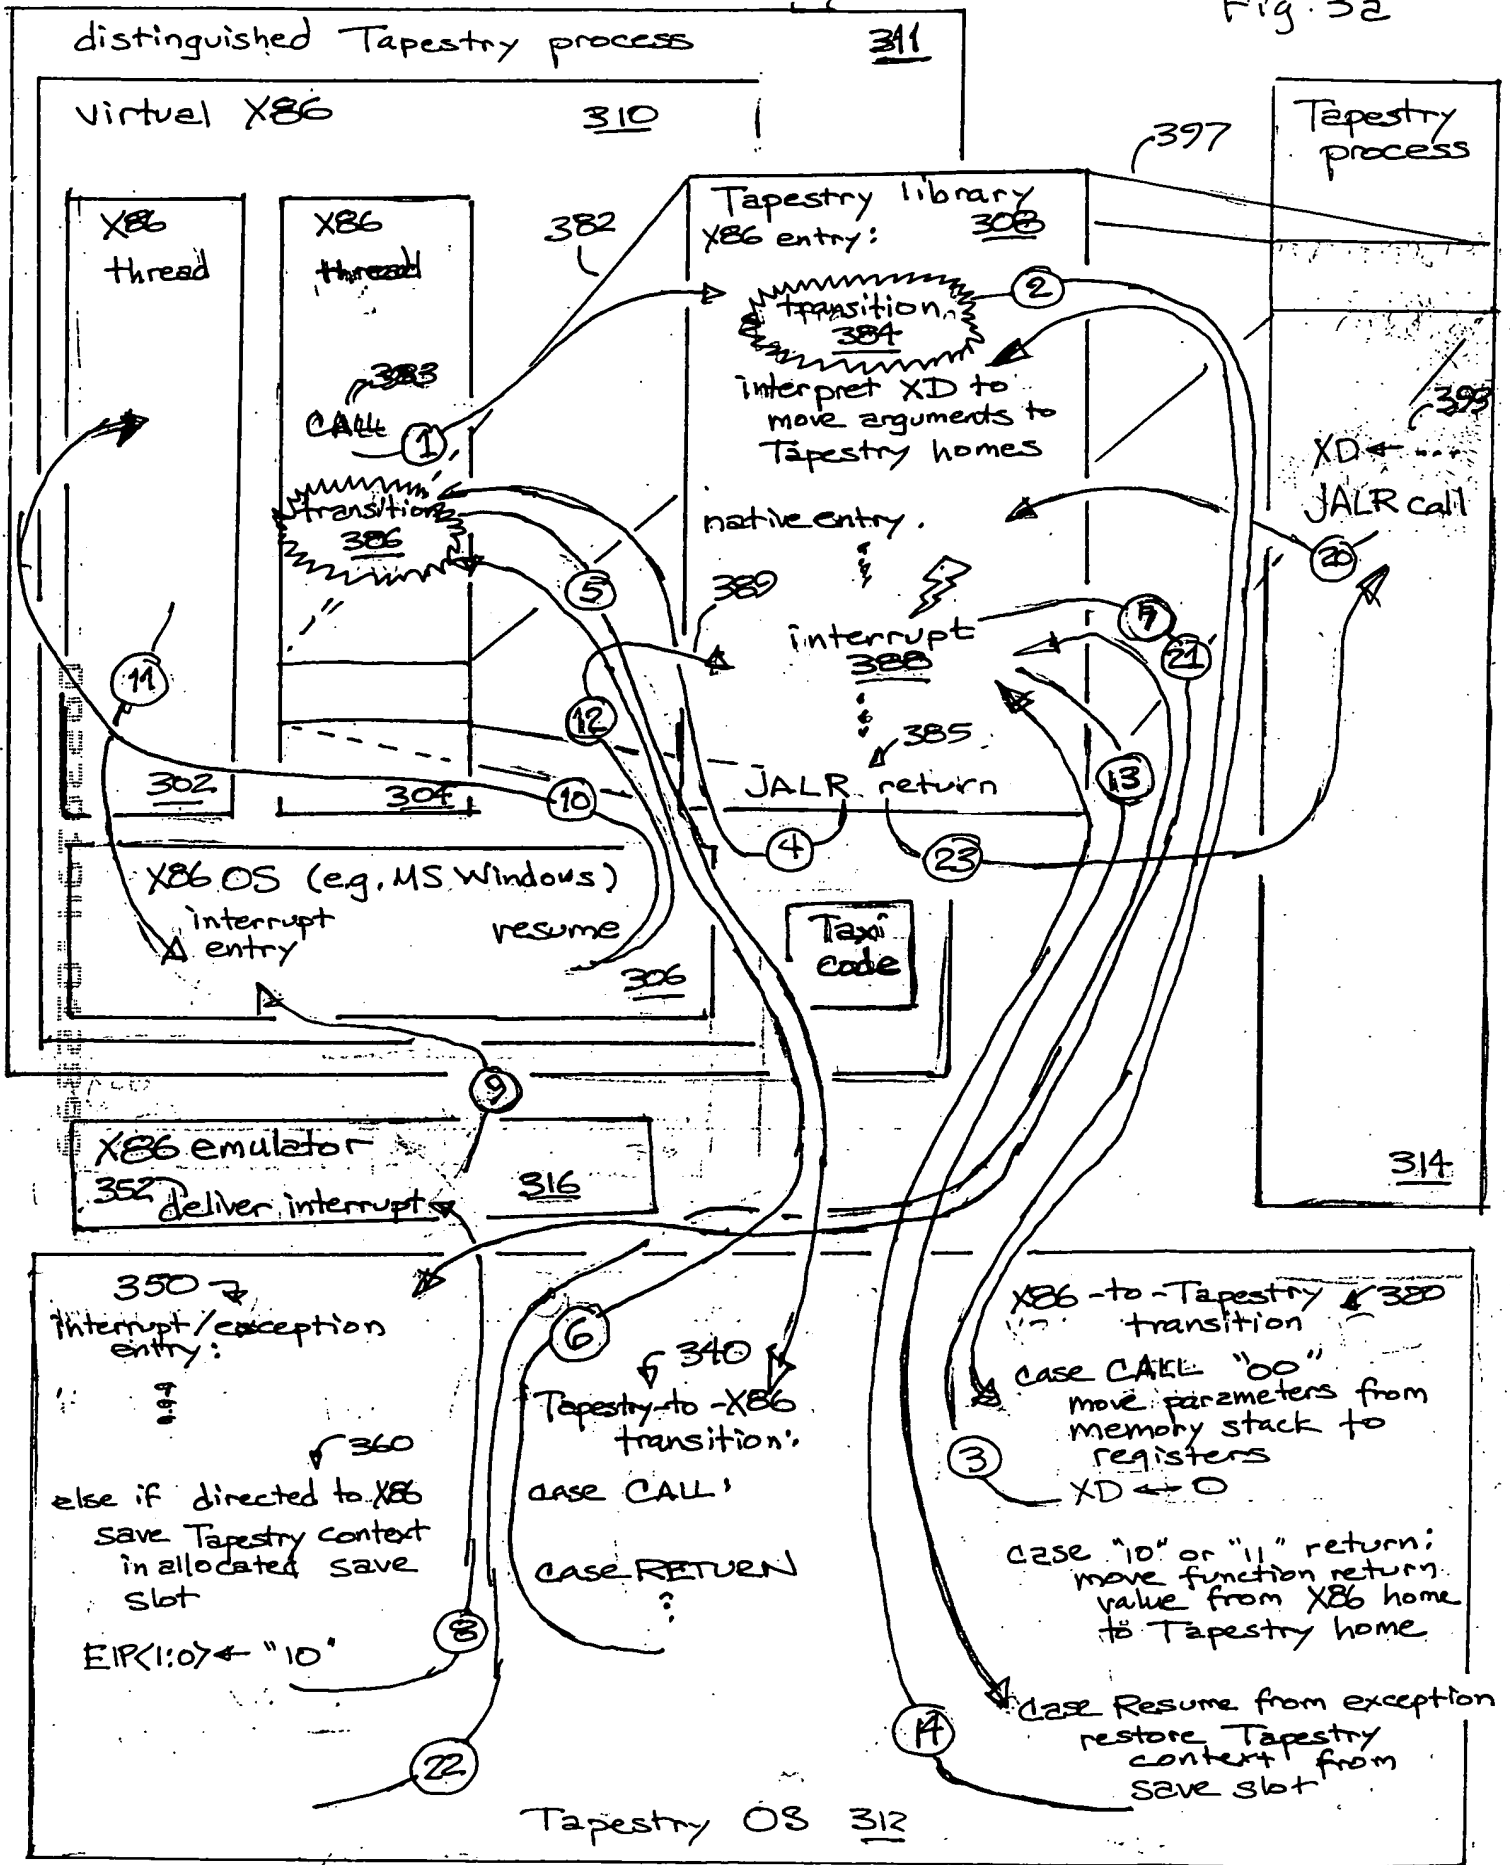 Fig. 3a
distinguished Tapestry process
311
virtual X86
310
X86
thread
302
X86
thread
383
CALL
1
transition
386
304
382
397
Tapestry library
308
X86 entry:
transition
384
2
interpret XD to
move arguments to
Tapestry homes
native entry.
389
interrupt
388
385
JALR return
Tapestry
process
393
XD ← ....
JALR call
20
314
5
7
21
11
12
10
13
4
23
X86 OS (e.g. MS Windows)
interrupt
entry
resume
306
Taxi
code
9
X86 emulator
352
deliver interrupt
316
350
interrupt/exception
entry:
360
else if directed to X86
save Tapestry context
in allocated save
slot
EIP<1:0> ← "10"
8
22
6
340
Tapestry-to-X86
transition:
case CALL:
case RETURN
X86-to-Tapestry
320
transition
case CALL "00"
move parameters from
memory stack to
registers
3
XD ← 0
case "10" or "11" return:
move function return
value from X86 home
to Tapestry home
case Resume from exception
restore Tapestry
context from
save slot
14
Tapestry OS 312